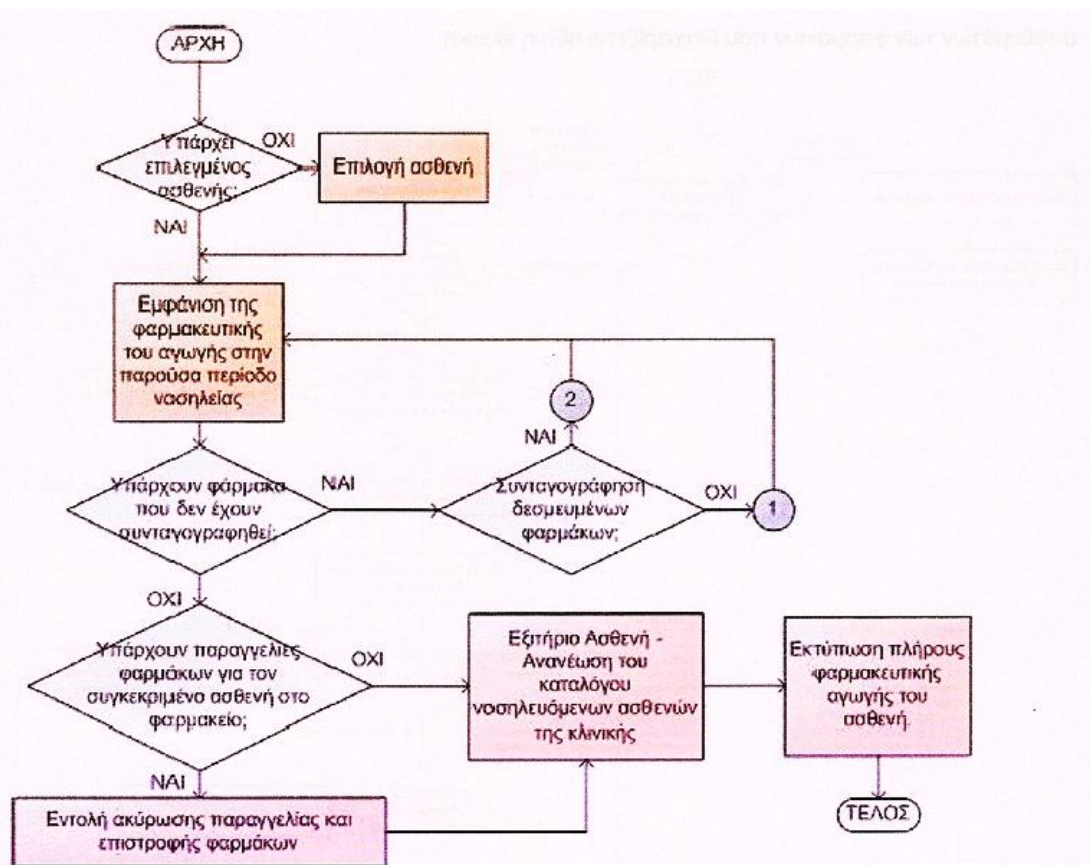 ΑΡΧΗ
Υπάρχει
επιλεγμένος
ασθενής;
ΟΧΙ
Επιλογή ασθενή
ΝΑΙ
Εμφάνιση της
φαρμακευτικής
του αγωγής στην
παρούσα περίοδο
νοσηλείας
2
ΝΑΙ
Υπάρχουν φάρμακα
που δεν έχουν
συνταγογραφηθεί;
ΝΑΙ
Συνταγογράφηση
δεσμευμένων
φαρμάκων;
ΟΧΙ
1
ΟΧΙ
Υπάρχουν παραγγελίες
φαρμάκων για τον
συγκεκριμένο ασθενή στο
φαρμακείο;
ΟΧΙ
Εξιτήριο Ασθενή -
Ανανέωση του
καταλόγου
νοσηλευόμενων ασθενών
της κλινικής
Εκτύπωση πλήρους
φαρμακευτικής
αγωγής του
ασθενή.
ΝΑΙ
Εντολή ακύρωσης παραγγελίας και
επιστροφής φαρμάκων
ΤΕΛΟΣ